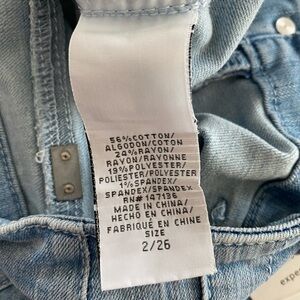 56%COTTON/
ALGODON/COTON
24%RAYON/
RAYON/RAYONNE
19%POLYESTER/
POLIESTER/POLYESTER
1%SPANDEX/
SPANDEX/SPANDEX
RN# 147136
MADE IN CHINA/
HECHO EN CHINA/
FABRIQUÉ EN CHINE
SIZE
2/26